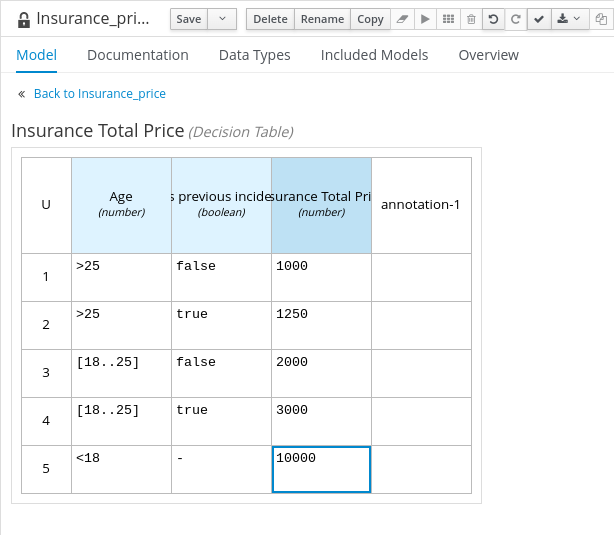 Insurance_pri...
Save Delete Rename Copy
Model Documentation Data Types Included Models Overview
« Back to Insurance_price
Insurance Total Price (Decision Table)
U Age s previous incide surance Total Pri annotation-1
(number) (boolean) (number)
1 >25 false 1000
2 >25 true 1250
3 [18..25] false 2000
4 [18..25] true 3000
5 <18 - 10000